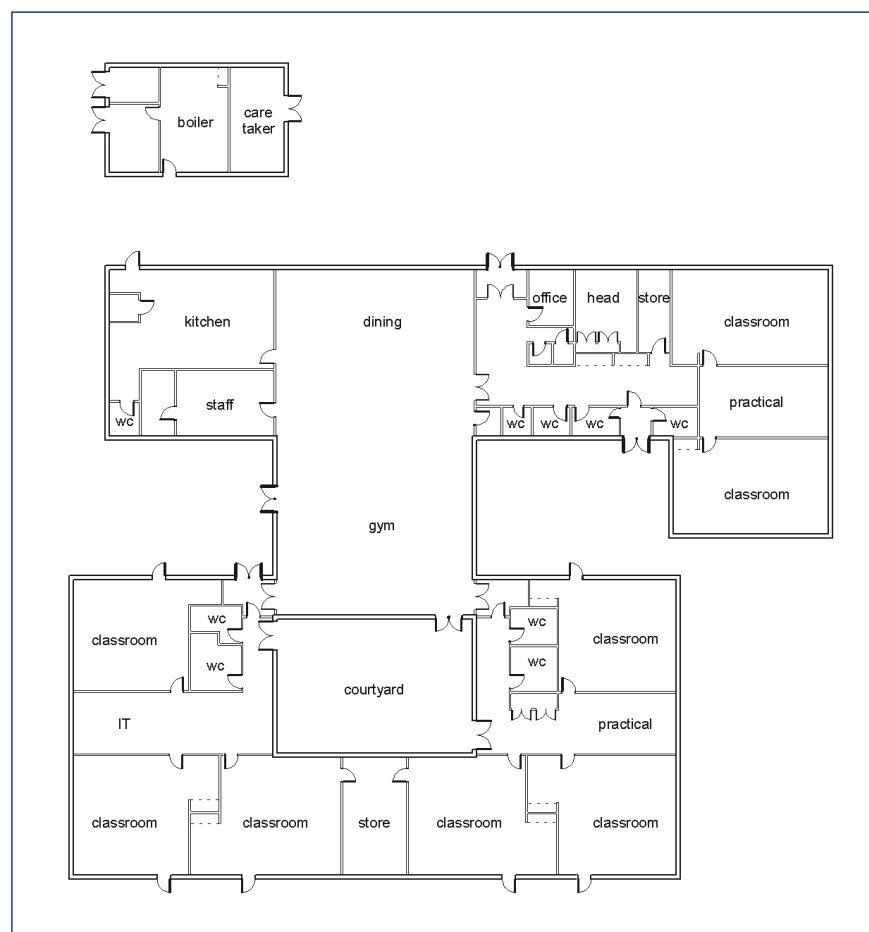 boiler
care
taker
office
head
store
kitchen
dining
classroom
staff
practical
wc
wc
wc
wc
wc
classroom
gym
classroom
wc
wc
classroom
wc
wc
courtyard
IT
practical
classroom
classroom
store
classroom
classroom